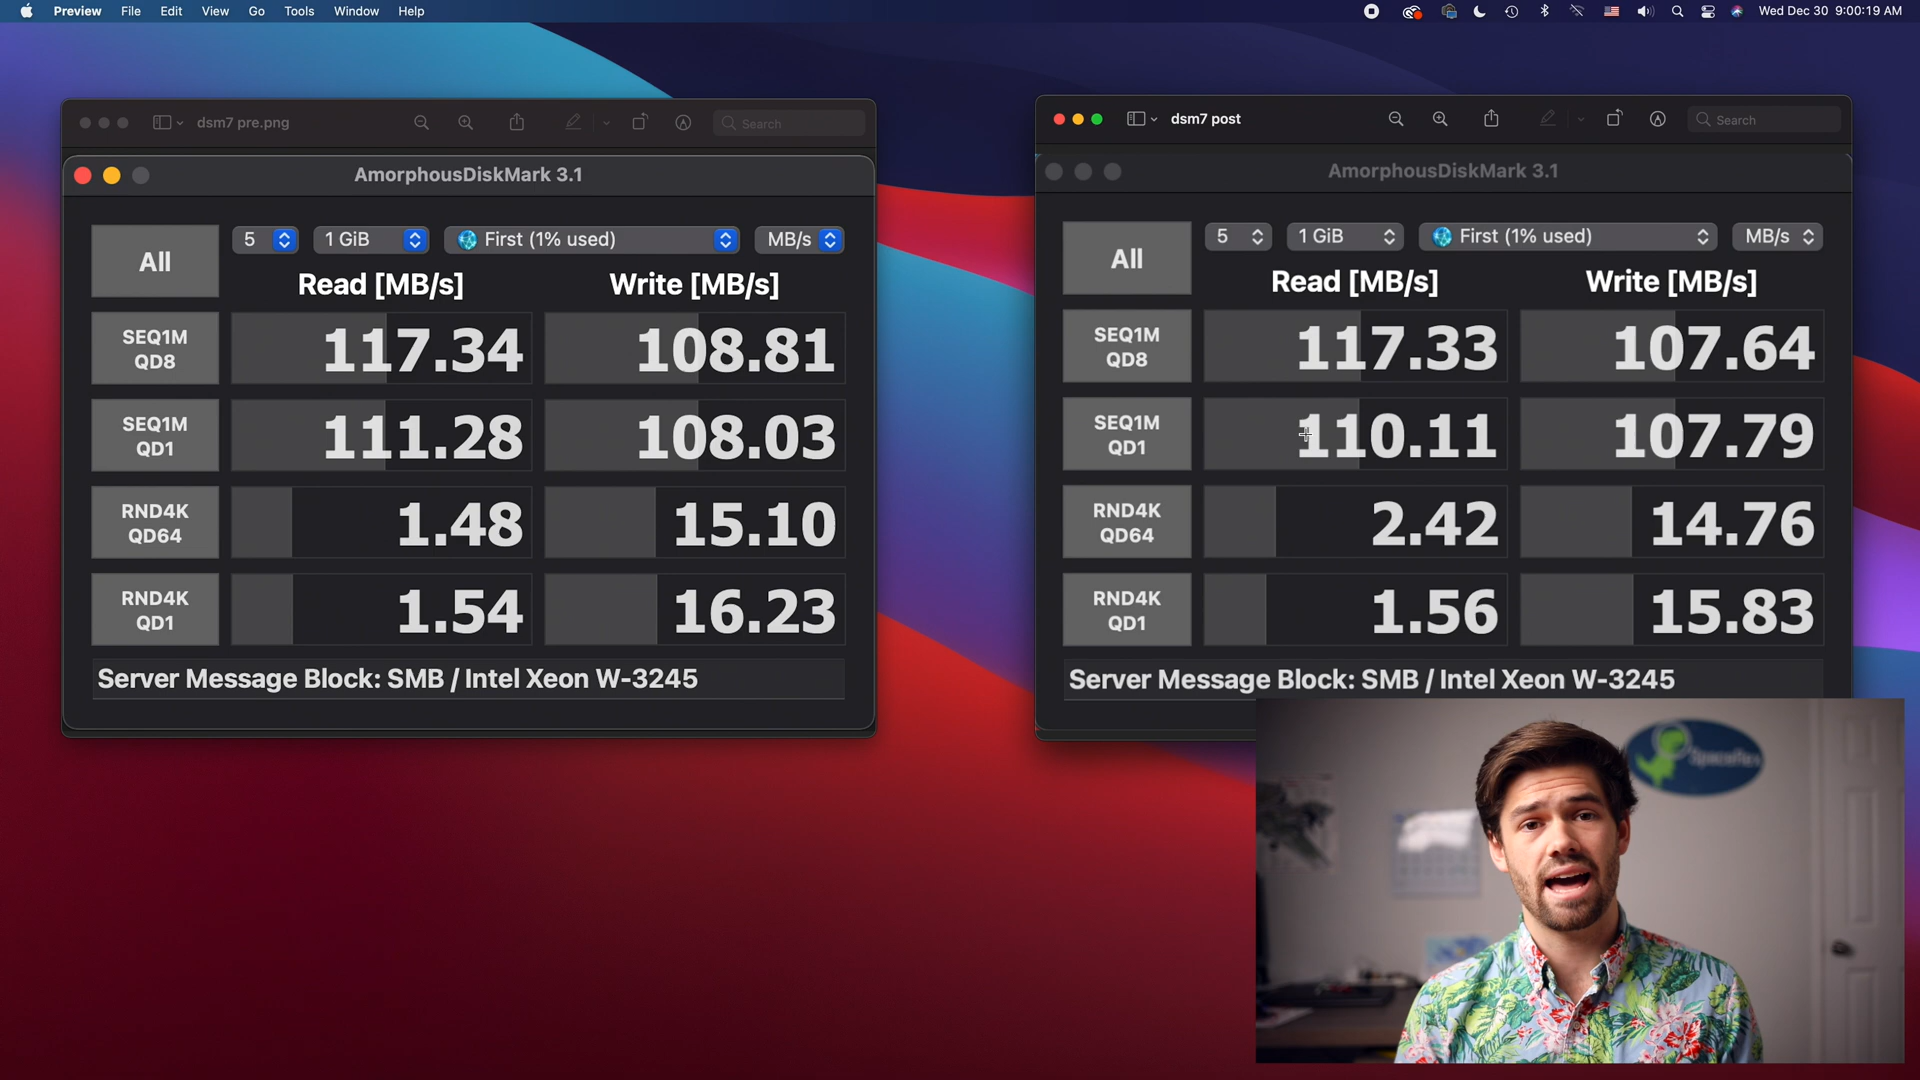 Preview File Edit View Go Tools Window Help
Wed Dec 30 9:00:19 AM
dsm7 pre.png
Search
AmorphousDiskMark 3.1
All
5
1 GiB
First (1% used)
MB/s
Read [MB/s] Write [MB/s]
SEQ1M
QD8
117.34 108.81
SEQ1M
QD1
111.28 108.03
RND4K
QD64
1.48 15.10
RND4K
QD1
1.54 16.23
Server Message Block: SMB / Intel Xeon W-3245
dsm7 post
Search
AmorphousDiskMark 3.1
All
5
1 GiB
First (1% used)
MB/s
Read [MB/s] Write [MB/s]
SEQ1M
QD8
117.33 107.64
SEQ1M
QD1
110.11 107.79
RND4K
QD64
2.42 14.76
RND4K
QD1
1.56 15.83
Server Message Block: SMB / Intel Xeon W-3245